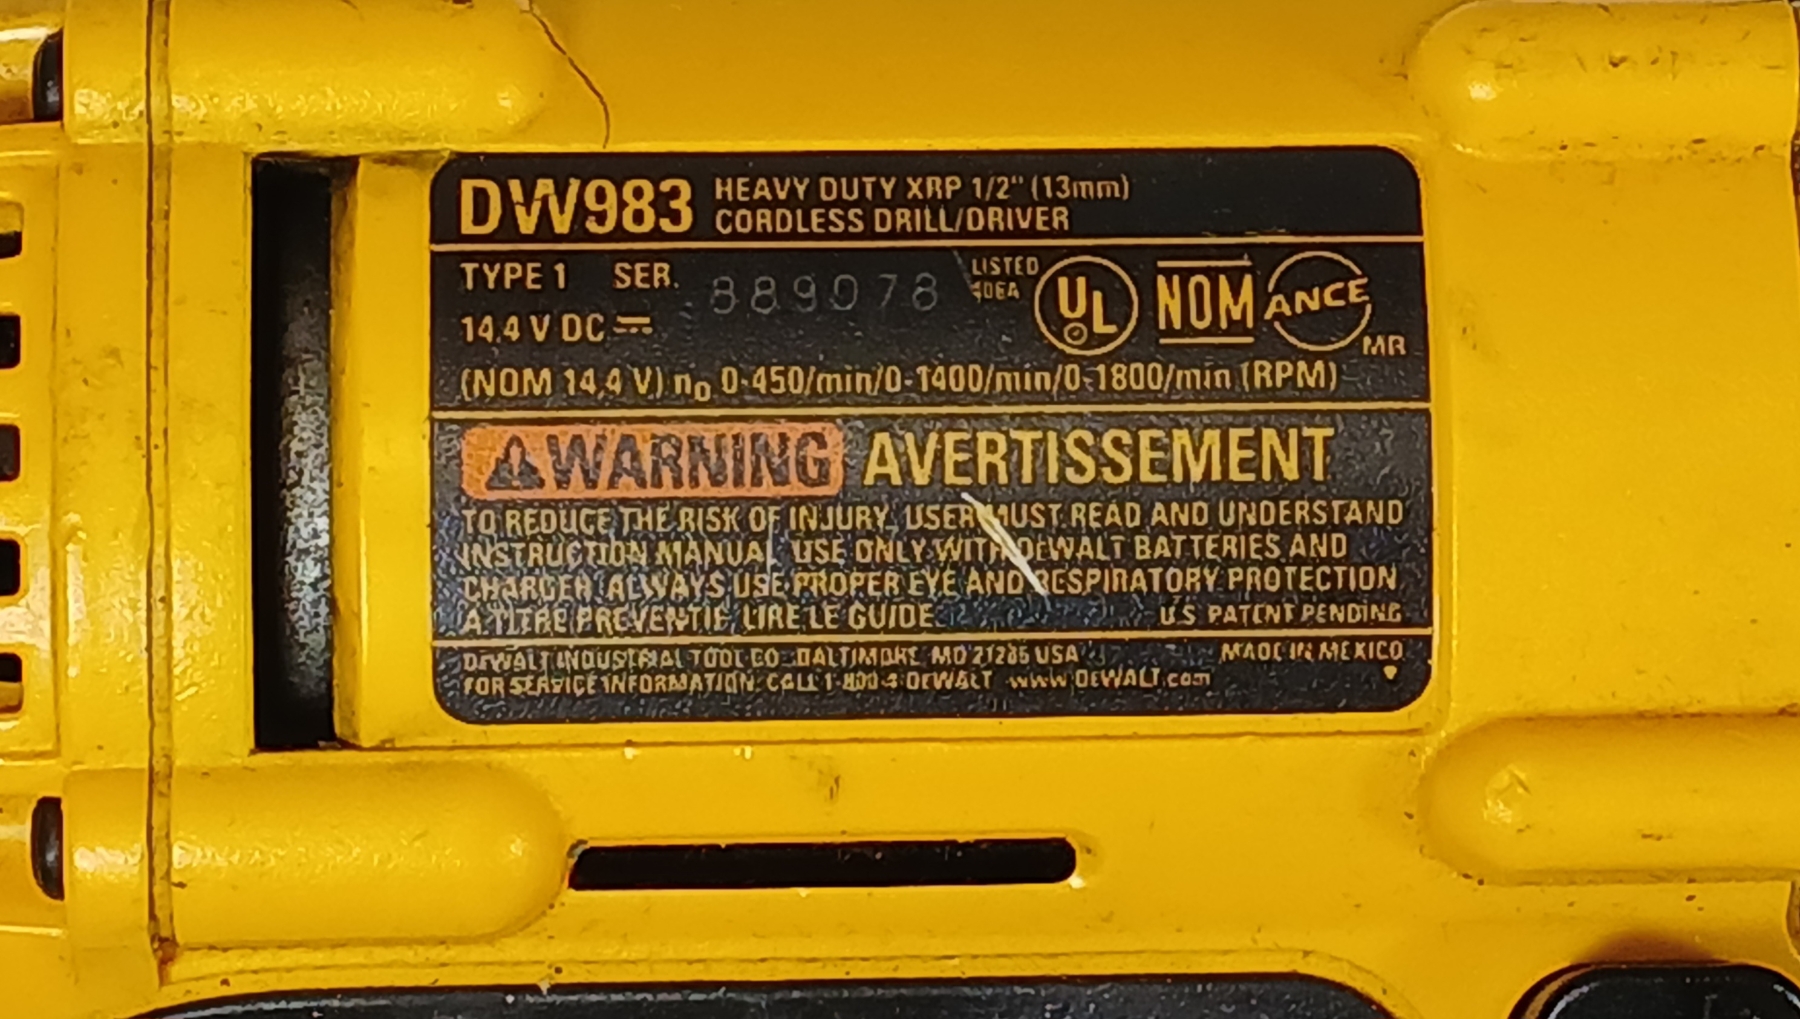 DW983 HEAVY DUTY XRP 1/2" (13mm)
CORDLESS DRILL/DRIVER
TYPE 1 SER. 889078 LISTED
40EA
UL
NOM
ANCE
MR
14.4 V DC ⎓
(NOM 14,4 V) n₀ 0-450/min/0-1400/min/0-1800/min (RPM)
⚠WARNING AVERTISSEMENT
TO REDUCE THE RISK OF INJURY, USER MUST READ AND UNDERSTAND
INSTRUCTION MANUAL. USE ONLY WITH DEWALT BATTERIES AND
CHARGER. ALWAYS USE PROPER EYE AND RESPIRATORY PROTECTION.
À TITRE PRÉVENTIF, LIRE LE GUIDE.
U.S. PATENT PENDING
DEWALT INDUSTRIAL TOOL CO., BALTIMORE, MD 21286 USA MADE IN MEXICO
FOR SERVICE INFORMATION, CALL 1-800-4-DEWALT www.DEWALT.com